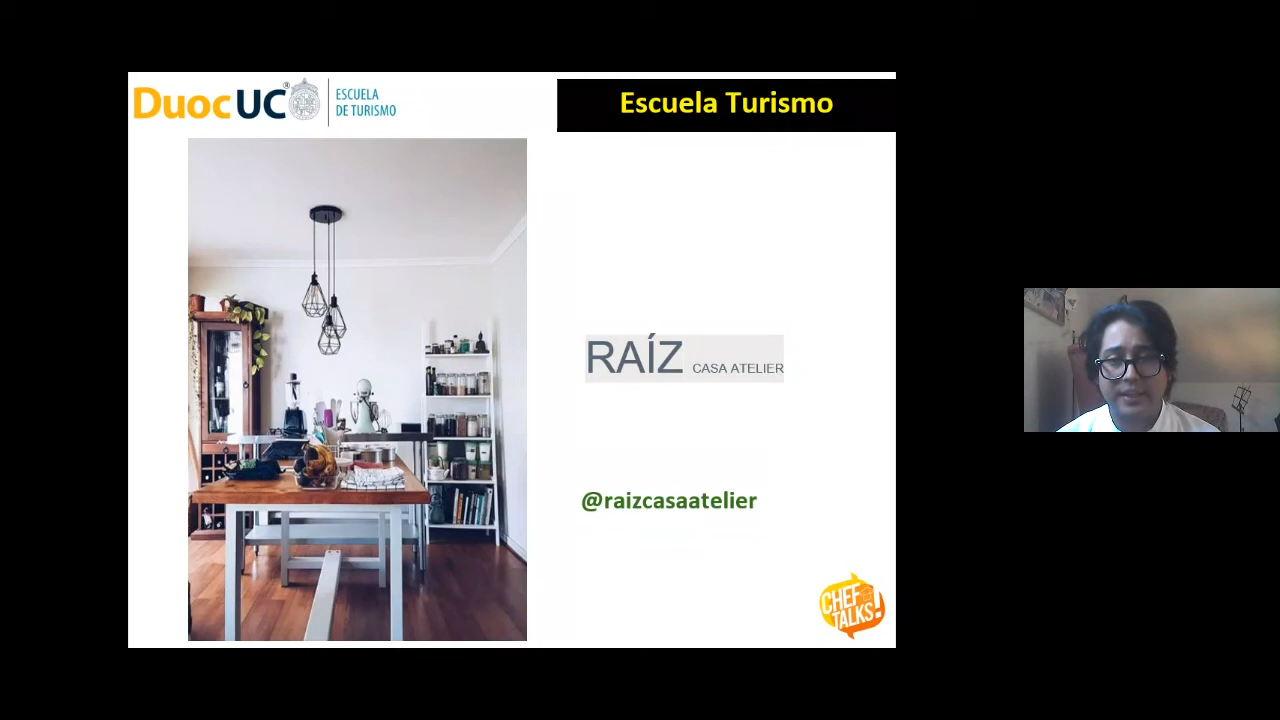 Duoc UC®
ESCUELA
DE TURISMO
Escuela Turismo
RAÍZ CASA ATELIER
@raizcasaatelier
CHEF
TALKS!